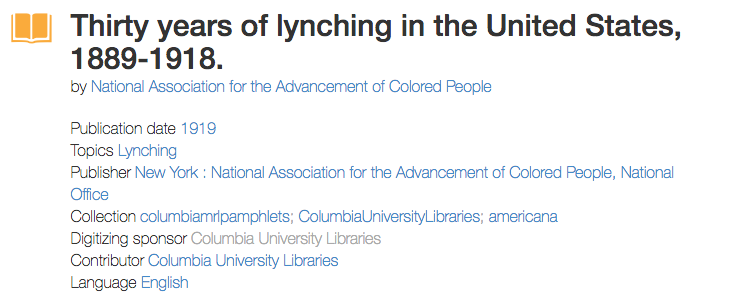 Thirty years of lynching in the United States,
1889-1918.
by National Association for the Advancement of Colored People
Publication date 1919
Topics Lynching
Publisher New York : National Association for the Advancement of Colored People, National
Office
Collection columbiamrlpamphlets; ColumbiaUniversityLibraries; americana
Digitizing sponsor Columbia University Libraries
Contributor Columbia University Libraries
Language English